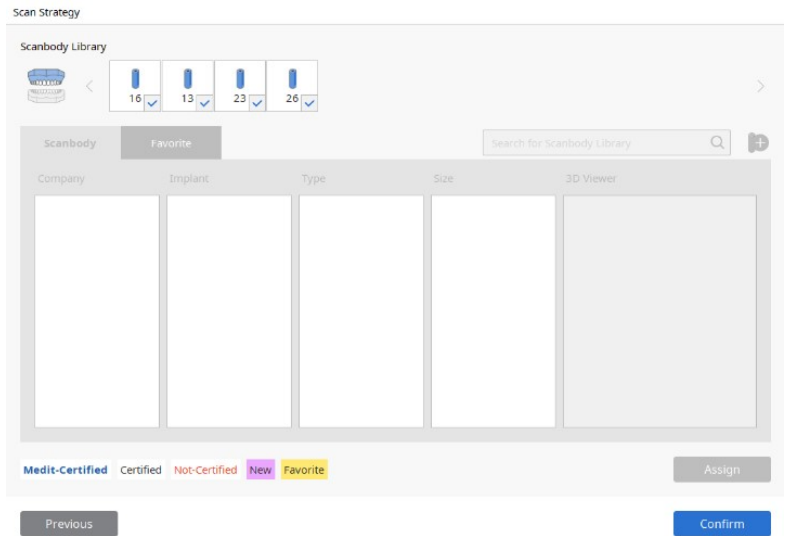 Scan Strategy
Scanbody Library
16 13 23 26
Scanbody Favorite Search for Scanbody Library
Company Implant Type Size 3D Viewer
Medit-Certified Certified Not-Certified New Favorite Assign
Previous Confirm